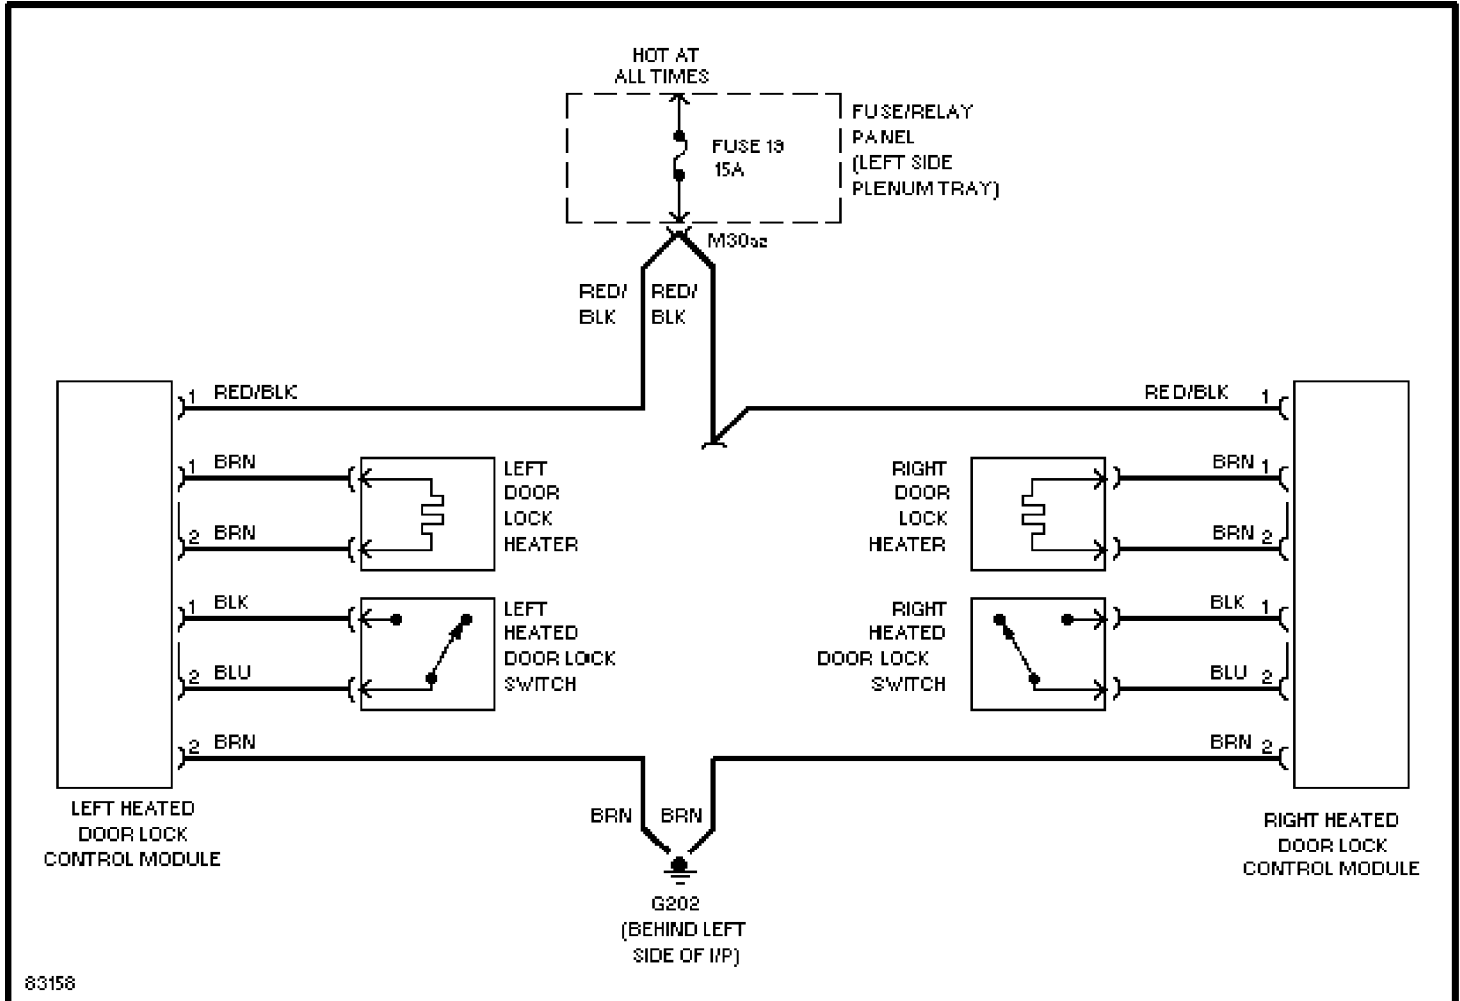 HOT AT
ALL TIMES
FUSE/RELAY
PANEL
(LEFT SIDE
PLENUM TRAY)
FUSE 19
15A
M30az
RED/
BLK
RED/
BLK
1 RED/BLK
RED/BLK 1
1 BRN
2 BRN
LEFT
DOOR
LOCK
HEATER
RIGHT
DOOR
LOCK
HEATER
BRN 1
BRN 2
1 BLK
2 BLU
LEFT
HEATED
DOOR LOCK
SWITCH
RIGHT
HEATED
DOOR LOCK
SWITCH
BLK 1
BLU 2
2 BRN
BRN 2
BRN
BRN
LEFT HEATED
DOOR LOCK
CONTROL MODULE
RIGHT HEATED
DOOR LOCK
CONTROL MODULE
G202
(BEHIND LEFT
SIDE OF I/P)
83158